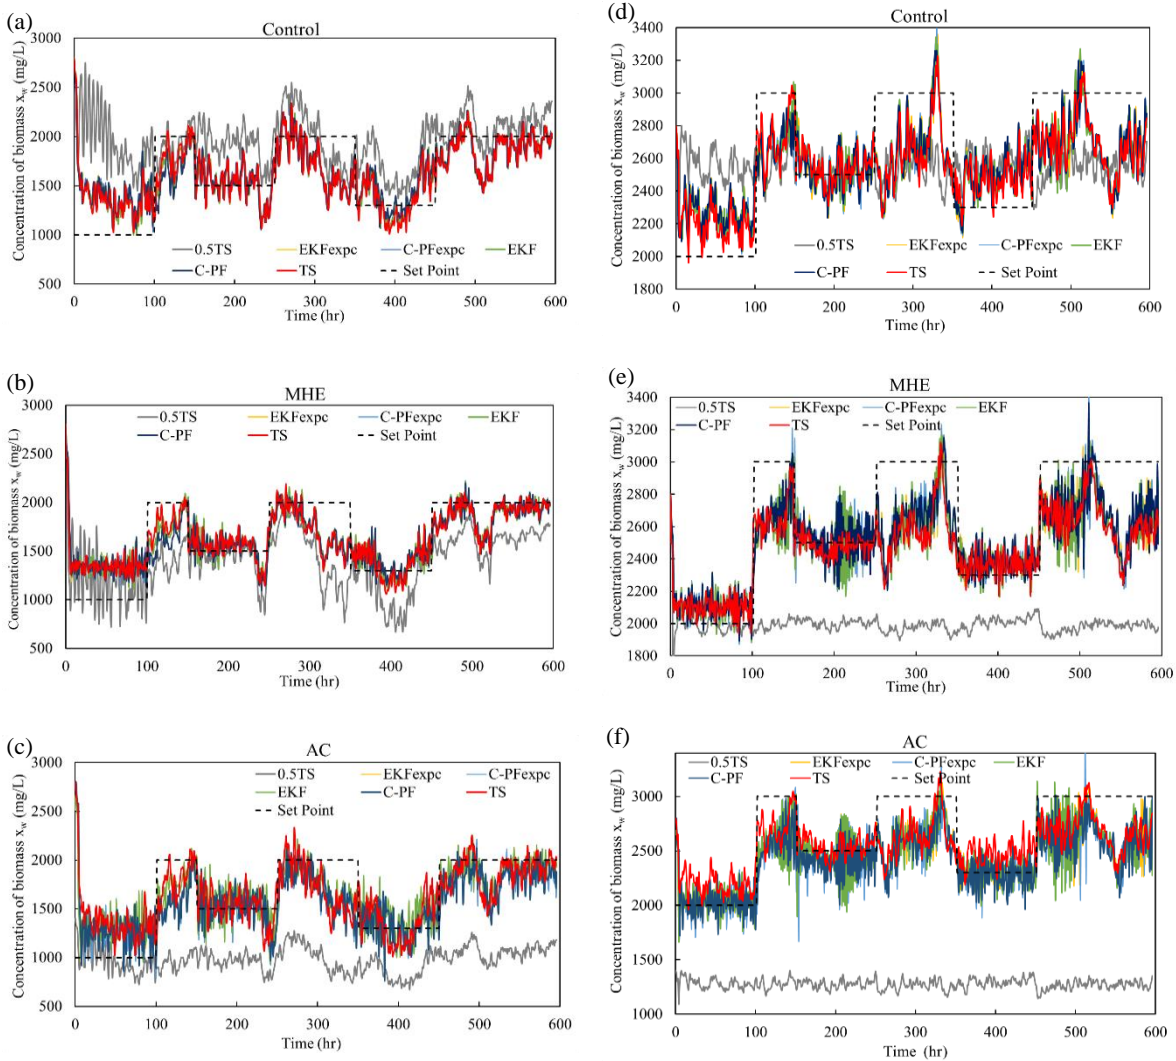 (a)
Control
Concentration of biomass xw (mg/L)
3000
2500
2000
1500
1000
500
0.5TS EKFexpc C-PFexpc EKF
C-PF TS Set Point
0 100 200 300 400 500 600
Time (hr)
(d)
Control
Concentration of biomass xw (mg/L)
3400
3200
3000
2800
2600
2400
2200
2000
1800
0.5TS EKFexpc C-PFexpc EKF
C-PF TS Set Point
0 100 200 300 400 500 600
Time (hr)
(b)
MHE
Concentration of biomass xw (mg/L)
3000
2500
2000
1500
1000
500
0.5TS EKFexpc C-PFexpc EKF
C-PF TS Set Point
0 100 200 300 400 500 600
Time (hr)
(e)
MHE
Concentration of biomass xw (mg/L)
3400
3200
3000
2800
2600
2400
2200
2000
1800
0.5TS EKFexpc C-PFexpc EKF
C-PF TS Set Point
0 100 200 300 400 500 600
Time (hr)
(c)
AC
Concentration of biomass xw (mg/L)
3000
2500
2000
1500
1000
500
0.5TS EKFexpc C-PFexpc
EKF C-PF TS
Set Point
0 100 200 300 400 500 600
Time (hr)
(f)
AC
Concentration of biomass xw (mg/L)
3000
2500
2000
1500
1000
0.5TS EKFexpc C-PFexpc EKF
C-PF TS Set Point
0 100 200 300 400 500 600
Time (hr)